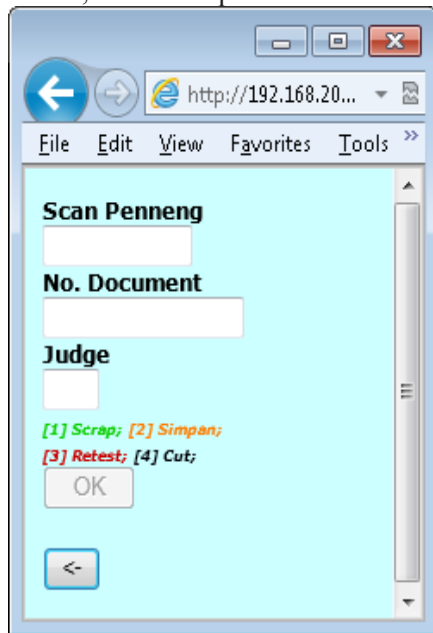 http://192.168.20...
File Edit View Favorites Tools »
Scan Penneng
No. Document
Judge
[1] Scrap; [2] Simpan;
[3] Retest; [4] Cut;
OK
<-